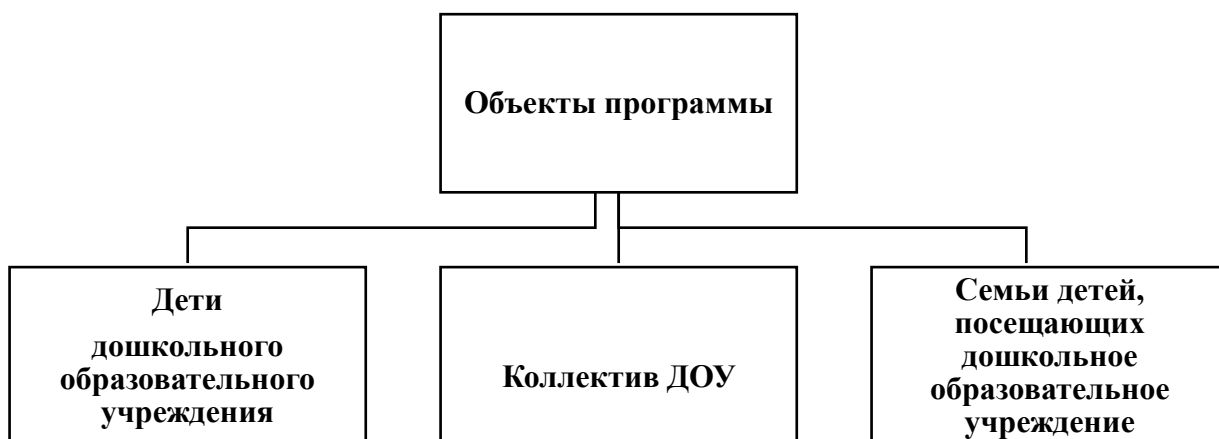 Объекты программы
Дети
дошкольного
образовательного
учреждения
Коллектив ДОУ
Семьи детей,
посещающих
дошкольное
образовательное
учреждение